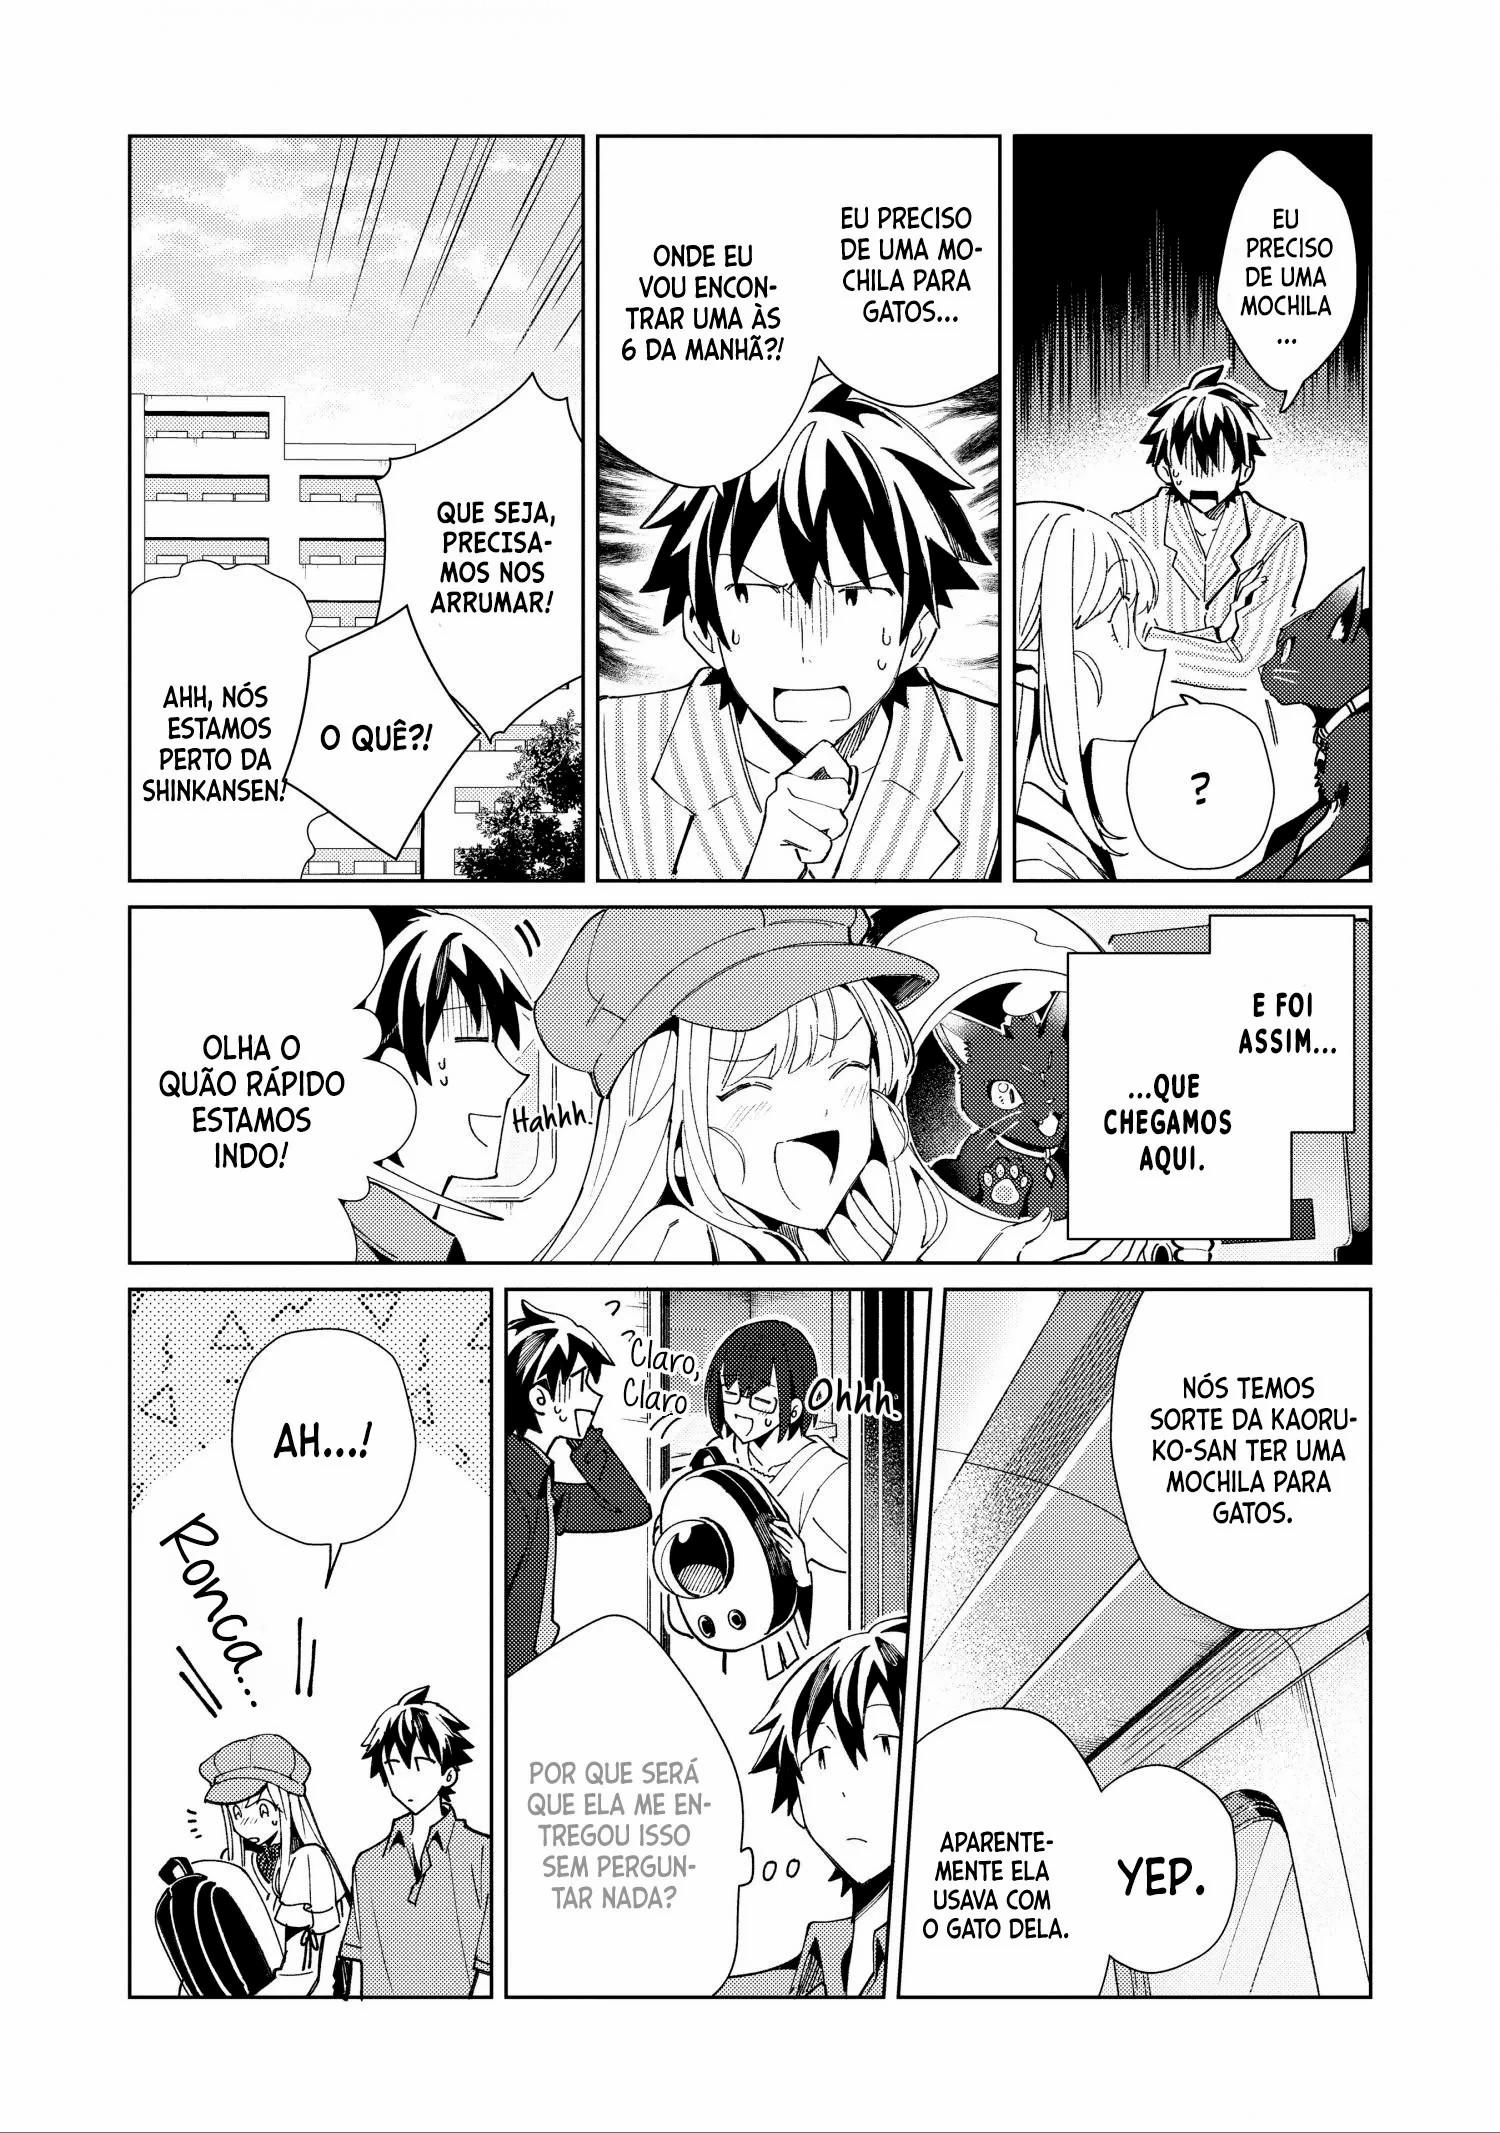 EU
PRECISO
DE UMA
MOCHILA
...
?
EU PRECISO
DE UMA MO-
CHILA PARA
GATOS...
ONDE EU
VOU ENCON-
TRAR UMA ÀS
6 DA MANHÃ?!
QUE SEJA,
PRECISA-
MOS NOS
ARRUMAR!
O QUÊ?!
AHH, NÓS
ESTAMOS
PERTO DA
SHINKANSEN!
E FOI
ASSIM...
...QUE
CHEGAMOS
AQUI.
Hahhh!
OLHA O
QUÃO RÁPIDO
ESTAMOS
INDO!
NÓS TEMOS
SORTE DA KAORU-
KO-SAN TER UMA
MOCHILA PARA
GATOS.
YEP.
APARENTE-
MENTE ELA
USAVA COM
O GATO DELA.
Ohhh.
Claro,
Claro
POR QUE SERÁ
QUE ELA ME EN-
TREGOU ISSO
SEM PERGUN-
TAR NADA?
AH...!
Ronca...